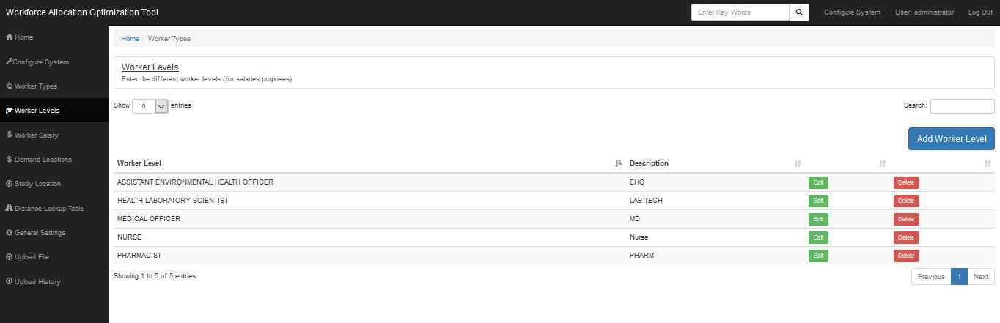 Workforce Allocation Optimization Tool
Enter Key Words
Configure System
User: administrator
Log Out
Home
Configure System
Worker Types
Worker Levels
Worker Salary
Demand Locations
Study Location
Distance Lookup Table
General Settings
Upload File
Upload History
Home / Worker Types
Worker Levels
Enter the different worker levels (for salaries purposes).
Show 10 entries
Search:
Add Worker Level
Worker Level Description
ASSISTANT ENVIRONMENTAL HEALTH OFFICER EHO Edit Delete
HEALTH LABORATORY SCIENTIST LAB TECH Edit Delete
MEDICAL OFFICER MD Edit Delete
NURSE Nurse Edit Delete
PHARMACIST PHARM Edit Delete
Showing 1 to 5 of 5 entries
Previous 1 Next